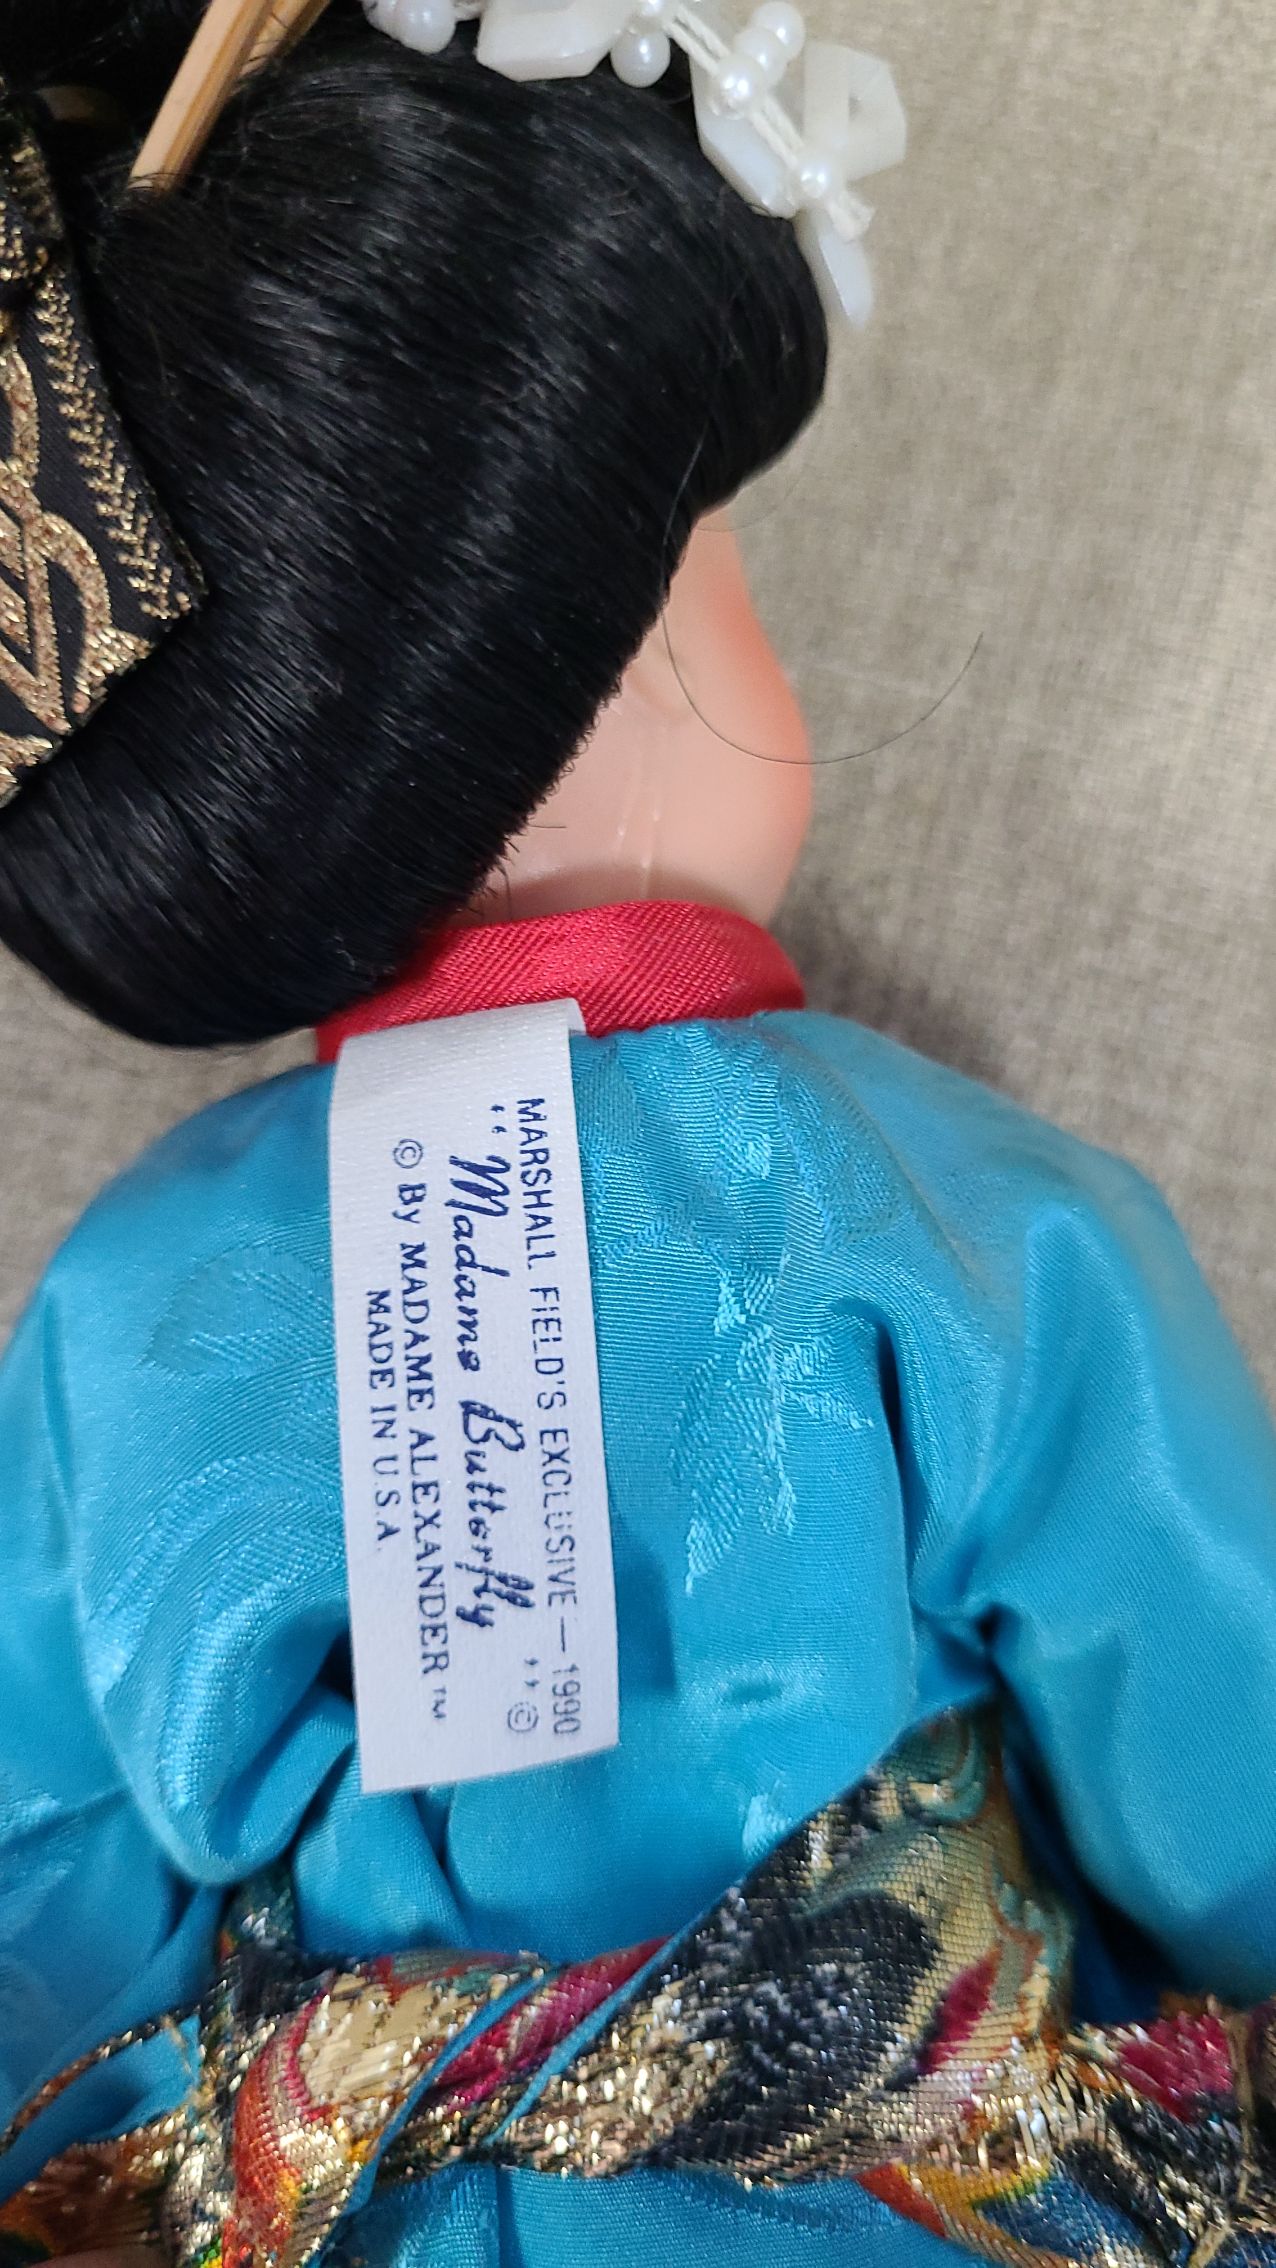 MARSHALL FIELD'S EXCLUSIVE — 1990
"Madame Butterfly" ©
© By MADAME ALEXANDER™
MADE IN U.S.A.